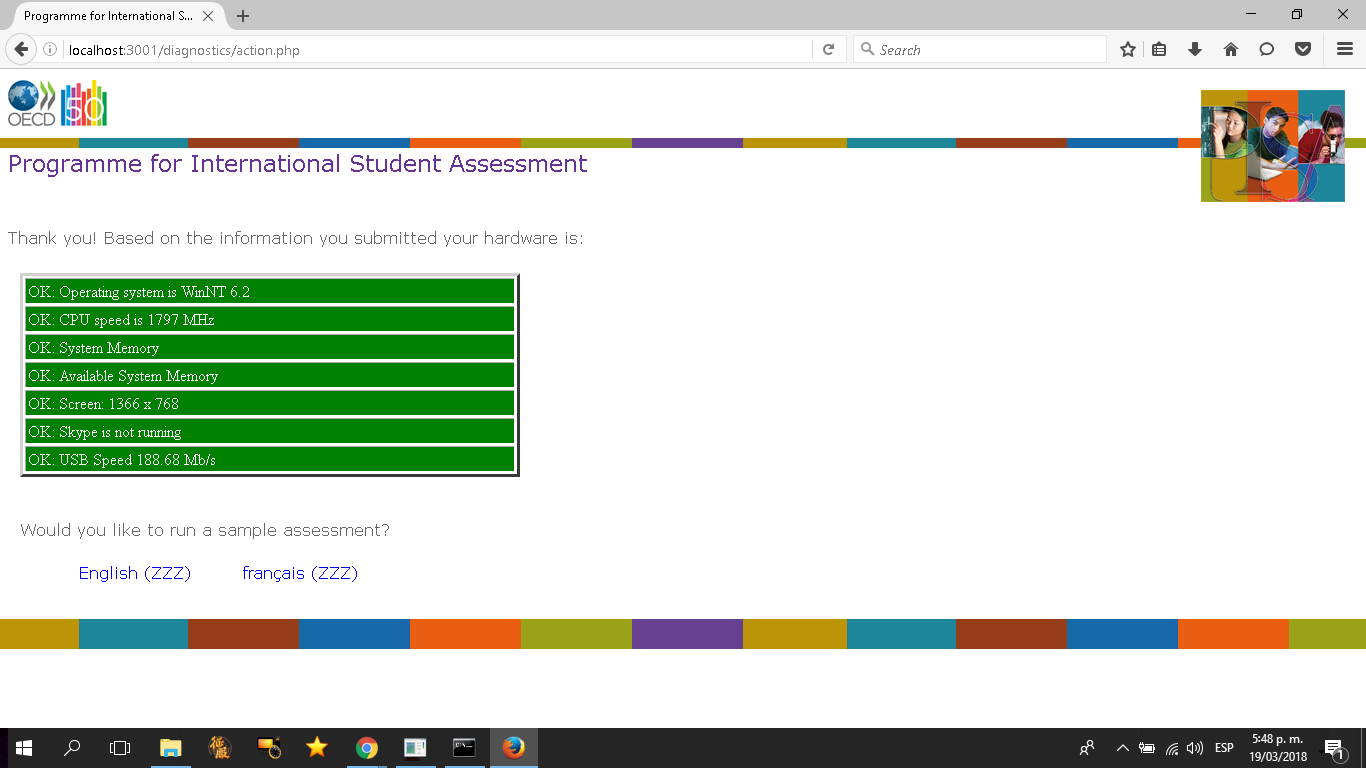 Programme for International S...
localhost:3001/diagnostics/action.php
Search
OECD
50
Programme for International Student Assessment
Thank you! Based on the information you submitted your hardware is:
OK: Operating system is WinNT 6.2
OK: CPU speed is 1797 MHz
OK: System Memory
OK: Available System Memory
OK: Screen: 1366 x 768
OK: Skype is not running
OK: USB Speed 188.68 Mb/s
Would you like to run a sample assessment?
English (ZZZ) français (ZZZ)
ESP
5:48 p. m.
19/03/2018
1